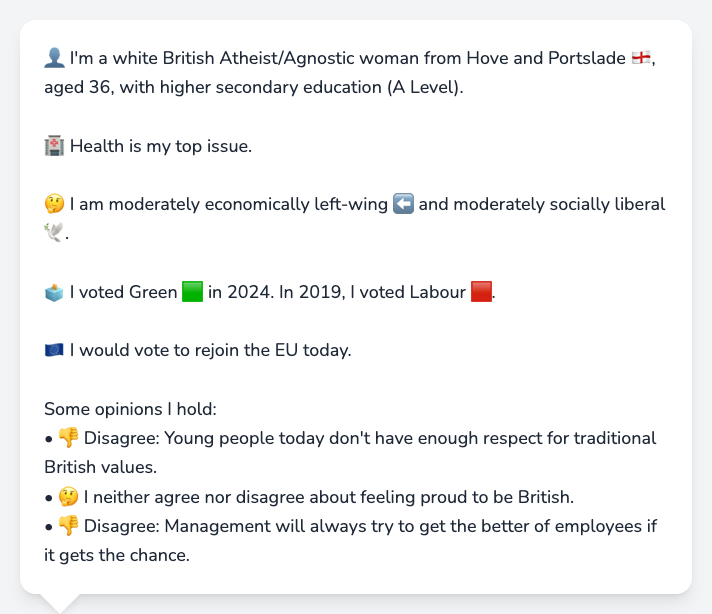 👤 I'm a white British Atheist/Agnostic woman from Hove and Portslade 🏴󠁧󠁢󠁥󠁮󠁧󠁿,
aged 36, with higher secondary education (A Level).
🏥 Health is my top issue.
🤔 I am moderately economically left-wing ⬅️ and moderately socially liberal
🕊️.
🗳️ I voted Green 🟩 in 2024. In 2019, I voted Labour 🟥.
🇪🇺 I would vote to rejoin the EU today.
Some opinions I hold:
• 👎 Disagree: Young people today don't have enough respect for traditional
British values.
• 🤔 I neither agree nor disagree about feeling proud to be British.
• 👎 Disagree: Management will always try to get the better of employees if
it gets the chance.